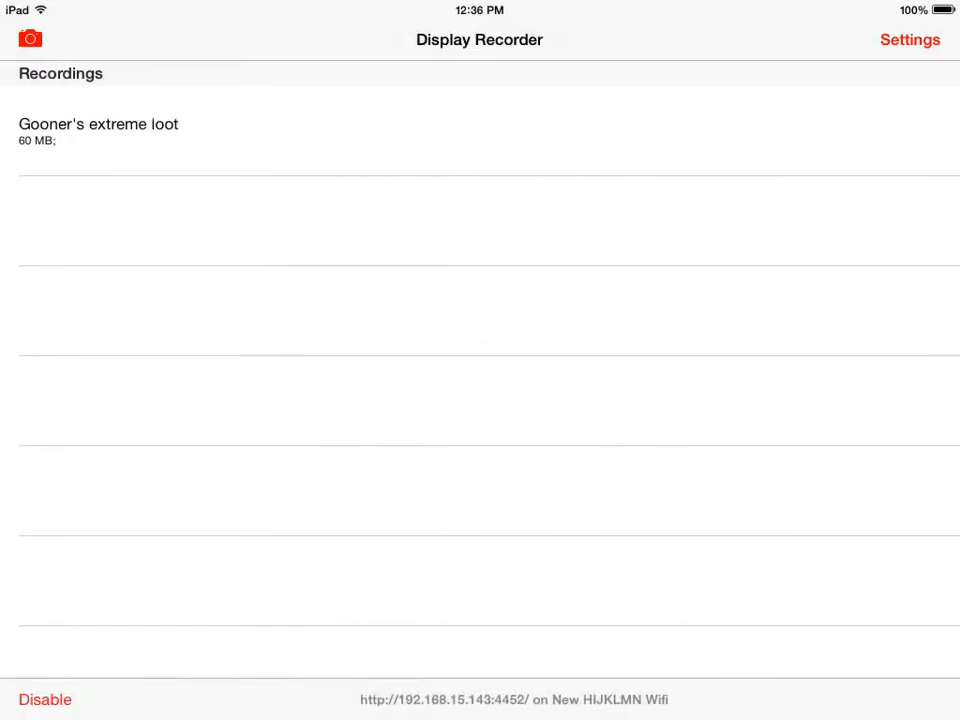 iPad 12:36 PM 100%
Display Recorder Settings
Recordings
Gooner's extreme loot
60 MB;
Disable http://192.168.15.143:4452/ on New HIJKLMN Wifi